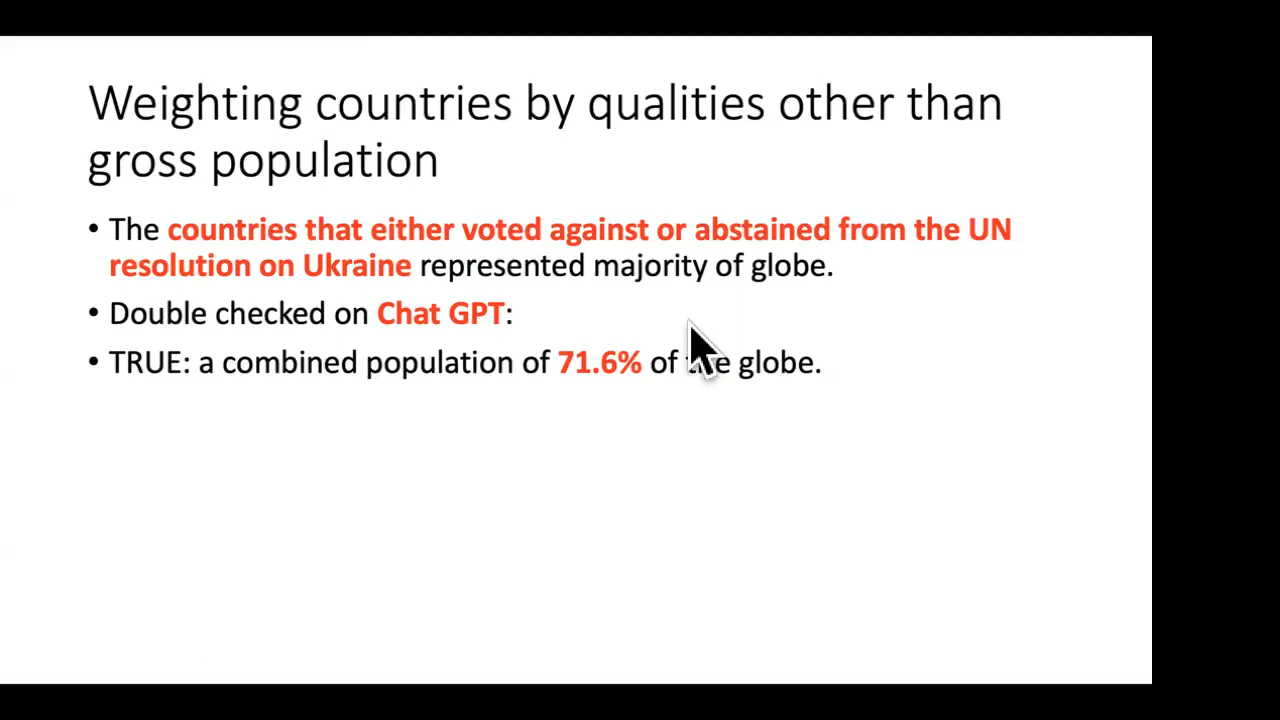 Weighting countries by qualities other than
gross population
• The countries that either voted against or abstained from the UN
resolution on Ukraine represented majority of globe.
• Double checked on Chat GPT:
• TRUE: a combined population of 71.6% of the globe.